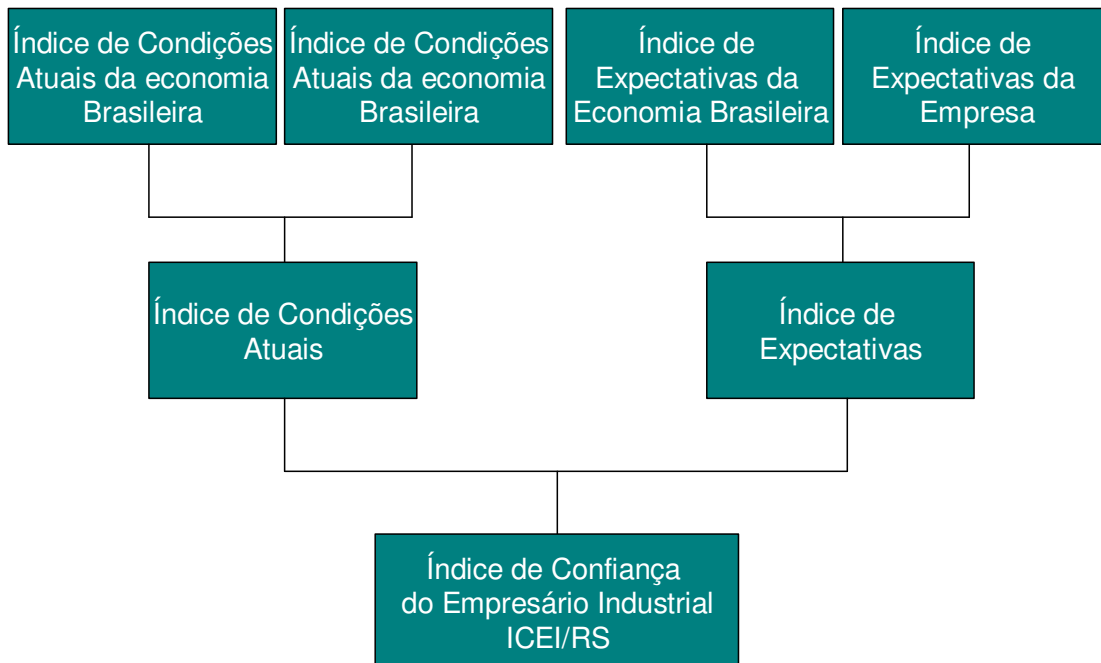 Índice de Condições
Atuais da economia
Brasileira
Índice de Condições
Atuais da economia
Brasileira
Índice de
Expectativas da
Economia Brasileira
Índice de
Expectativas da
Empresa
Índice de Condições
Atuais
Índice de
Expectativas
Índice de Confiança
do Empresário Industrial
ICEI/RS